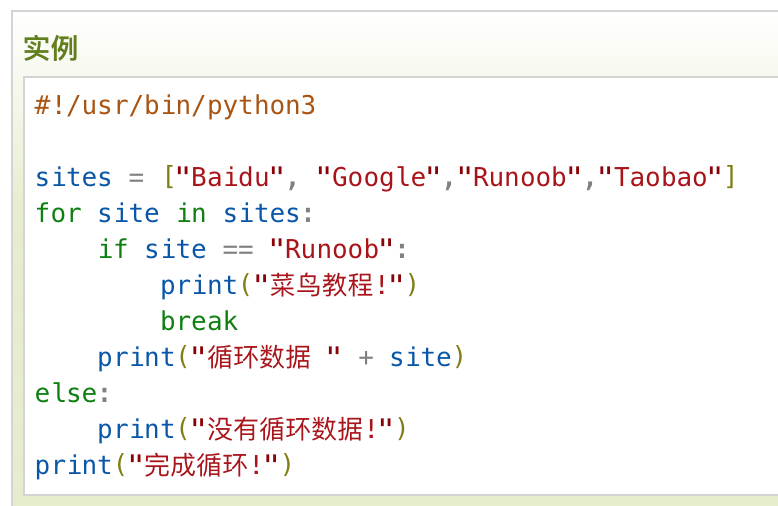 实例
#!/usr/bin/python3
sites = ["Baidu", "Google","Runoob","Taobao"]
for site in sites:
    if site == "Runoob":
        print("菜鸟教程!")
        break
    print("循环数据 " + site)
else:
    print("没有循环数据!")
print("完成循环!")